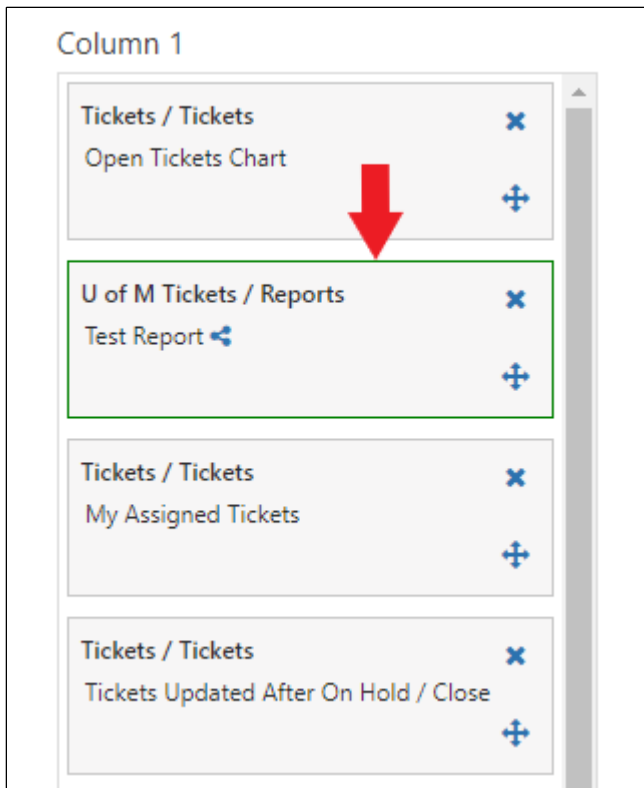 Column 1
Tickets / Tickets
Open Tickets Chart
U of M Tickets / Reports
Test Report
Tickets / Tickets
My Assigned Tickets
Tickets / Tickets
Tickets Updated After On Hold / Close